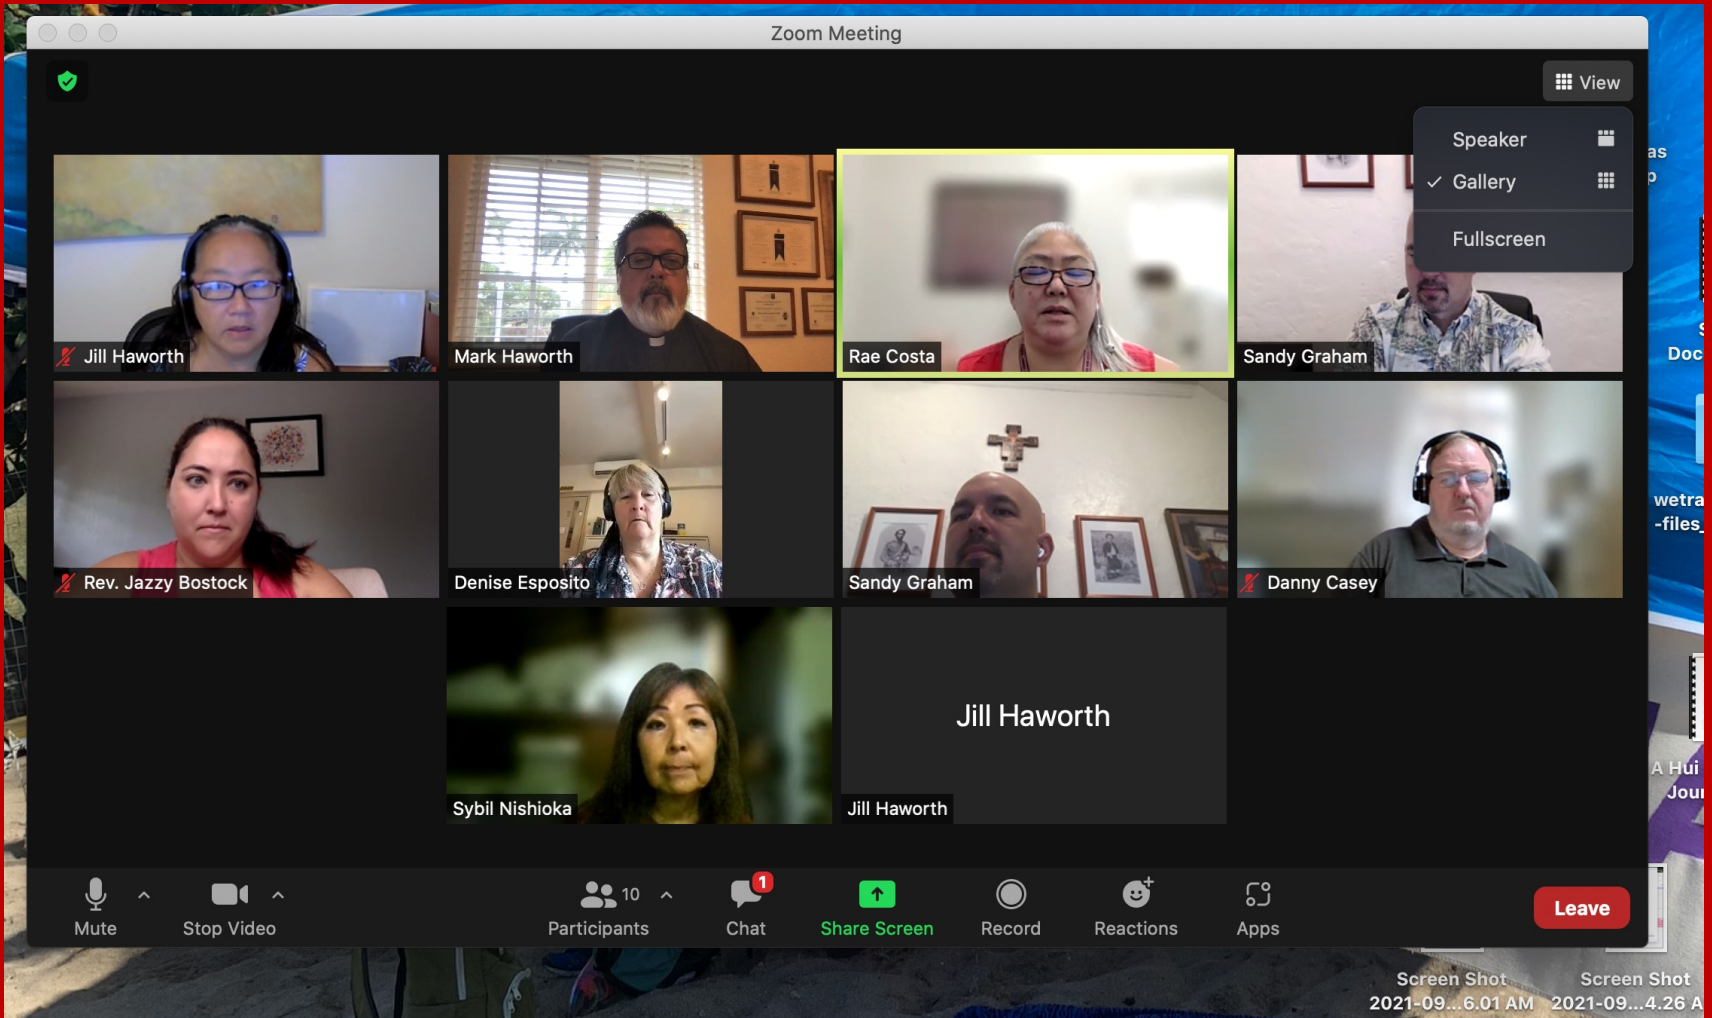 Zoom Meeting
View
Speaker
Gallery
Fullscreen
Jill Haworth
Mark Haworth
Rae Costa
Sandy Graham
Rev. Jazzy Bostock
Denise Esposito
Sandy Graham
Danny Casey
Sybil Nishioka
Jill Haworth
Jill Haworth
Mute
Stop Video
10
Participants
1
Chat
Share Screen
Record
Reactions
Apps
Leave
as
p
Doc
wetra
-files_
A Hui
Jour
Screen Shot
2021-09...6.01 AM
Screen Shot
2021-09...4.26 A